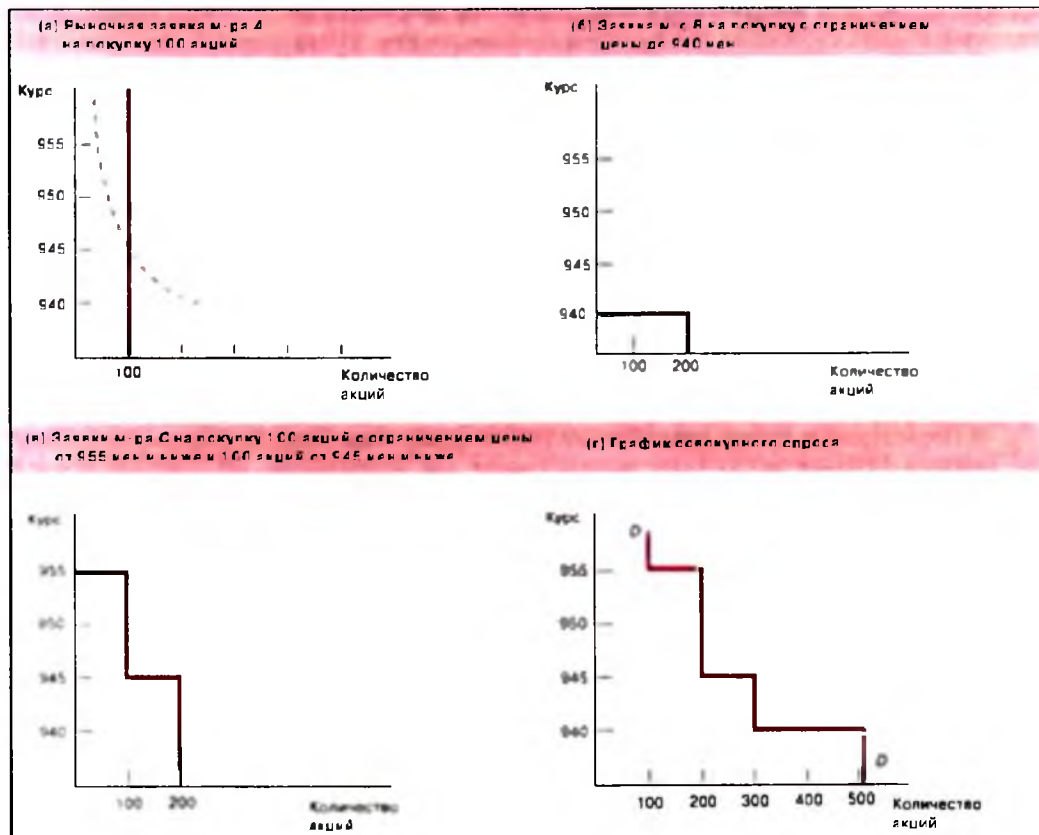 (а) Рыночная заявка м-ра А
на покупку 100 акций
Курс
955
950
945
940
100
Количество
акций
(б) Заявка м-с В на покупку с ограничением
цены до 940 иен
Курс
955
950
945
940
100 200
Количество
акций
(в) Заявки м-ра С на покупку 100 акций с ограничением цены
от 955 иен и ниже и 100 акций от 945 иен и ниже
Курс
955
950
945
940
100 200
Количество
акций
(г) График совокупного спроса
Курс
D
955
950
945
940
D
100 200 300 400 500
Количество
акций